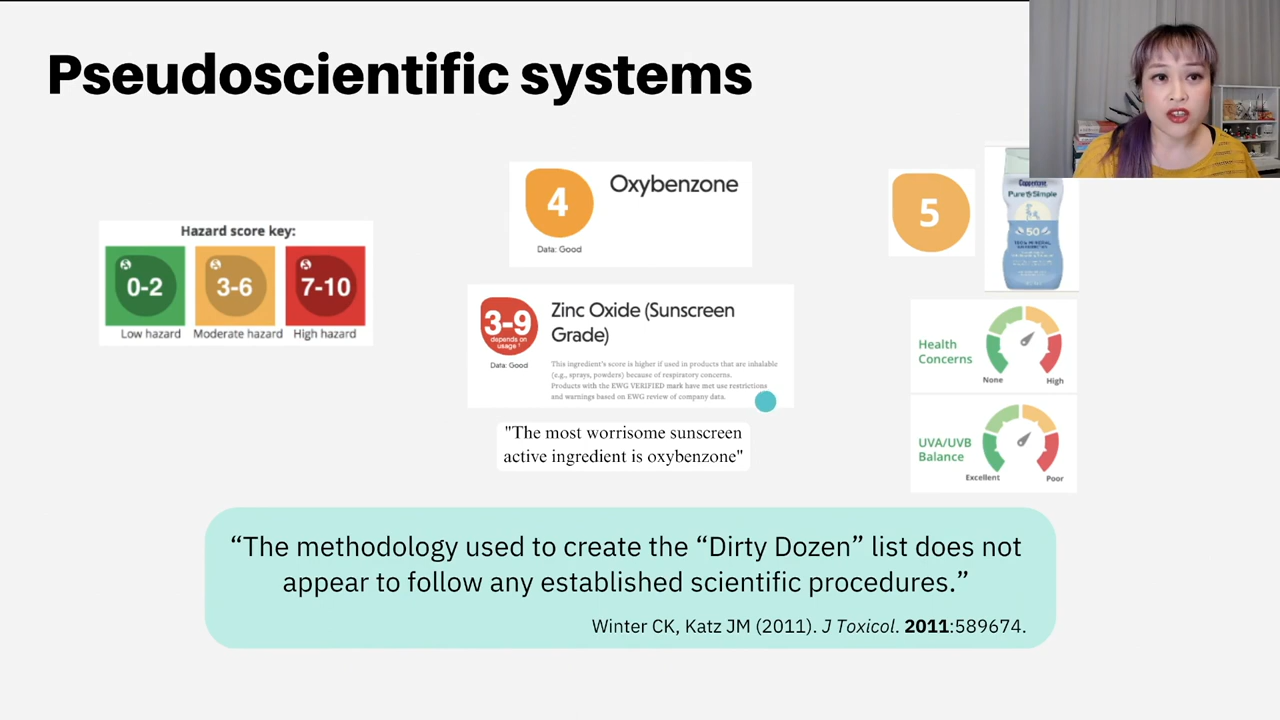 Pseudoscientific systems
Hazard score key:
0-2
3-6
7-10
Low hazard
Moderate hazard
High hazard
4
Oxybenzone
Data: Good
3-9
depends on
usage
Data: Good
Zinc Oxide (Sunscreen
Grade)
This ingredient's score is higher if used in products that are inhalable
(e.g., sprays, powders) because of respiratory concerns.
Products with the EWG VERIFIED mark have met use restrictions
and warnings based on EWG review of company data.
"The most worrisome sunscreen
active ingredient is oxybenzone"
5
Coppertone
Pure & Simple
50
Health
Concerns
None
High
UVA/UVB
Balance
Excellent
Poor
“The methodology used to create the “Dirty Dozen” list does not
appear to follow any established scientific procedures.”
Winter CK, Katz JM (2011). J Toxicol. 2011:589674.